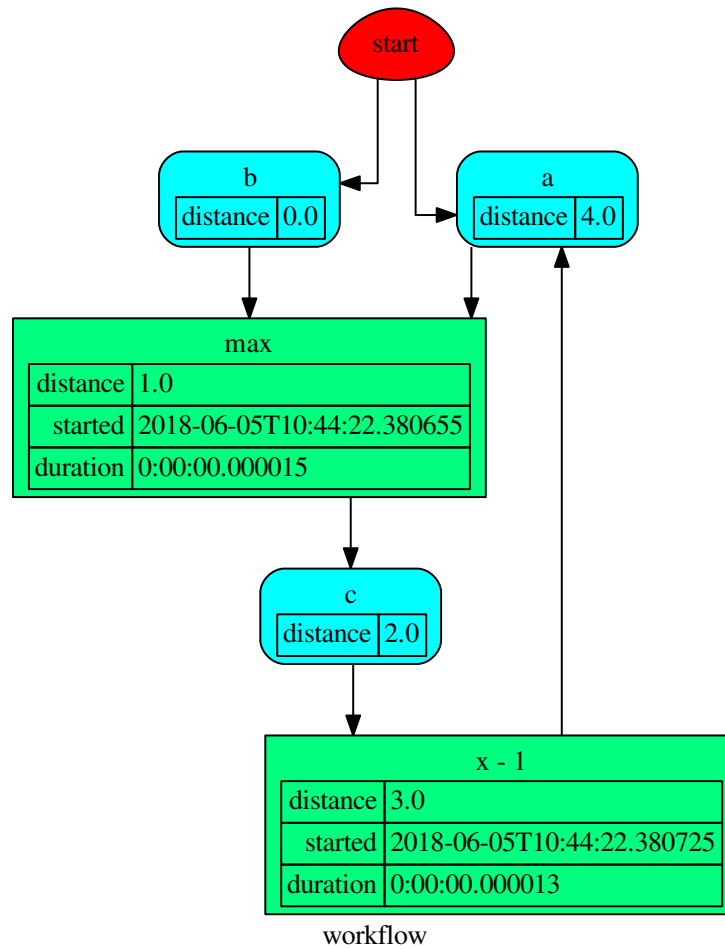 start
b
distance 0.0
a
distance 4.0
max
distance 1.0
started 2018-06-05T10:44:22.380655
duration 0:00:00.000015
c
distance 2.0
x - 1
distance 3.0
started 2018-06-05T10:44:22.380725
duration 0:00:00.000013
workflow